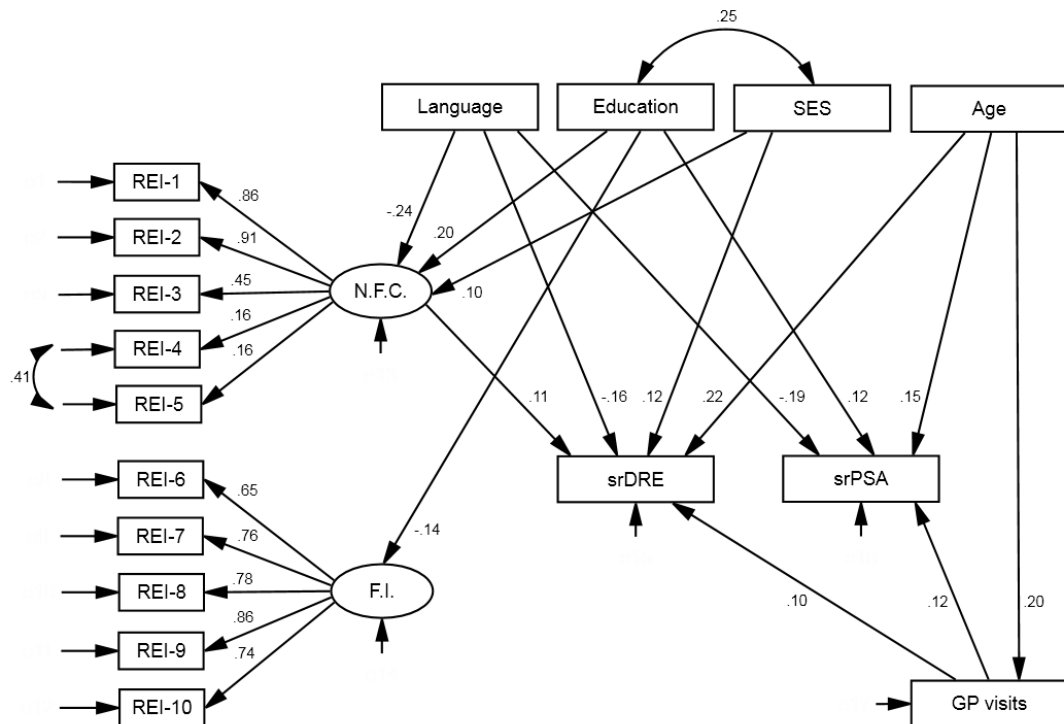 .25
Language
Education
SES
Age
REI-1
.86
-.24
.20
REI-2
.91
REI-3
.45
N.F.C.
.10
REI-4
.16
.41
REI-5
.16
.11
-.16
.12
.22
-.19
.12
.15
srDRE
srPSA
REI-6
.65
REI-7
.76
-.14
REI-8
.78
F.I.
REI-9
.86
.10
.12
.20
REI-10
.74
GP visits